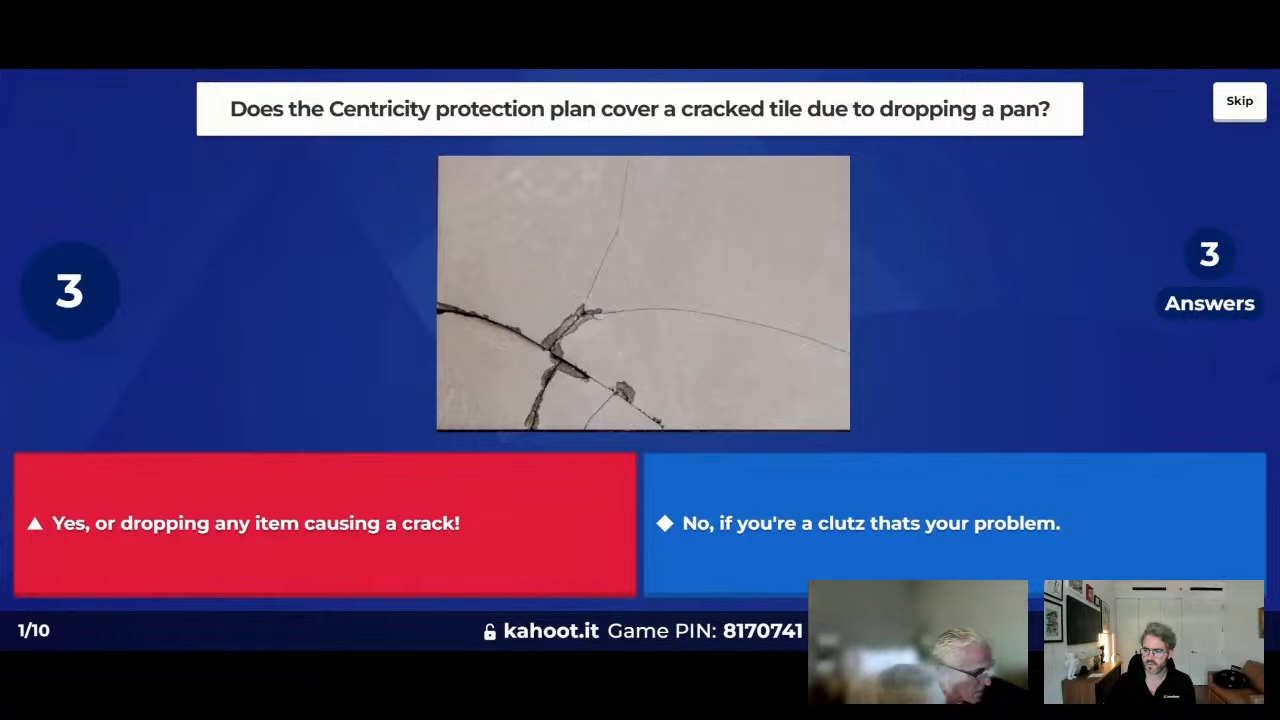 Does the Centricity protection plan cover a cracked tile due to dropping a pan?
Skip
3
3
Answers
Yes, or dropping any item causing a crack!
No, if you're a clutz thats your problem.
1/10
kahoot.it Game PIN: 8170741